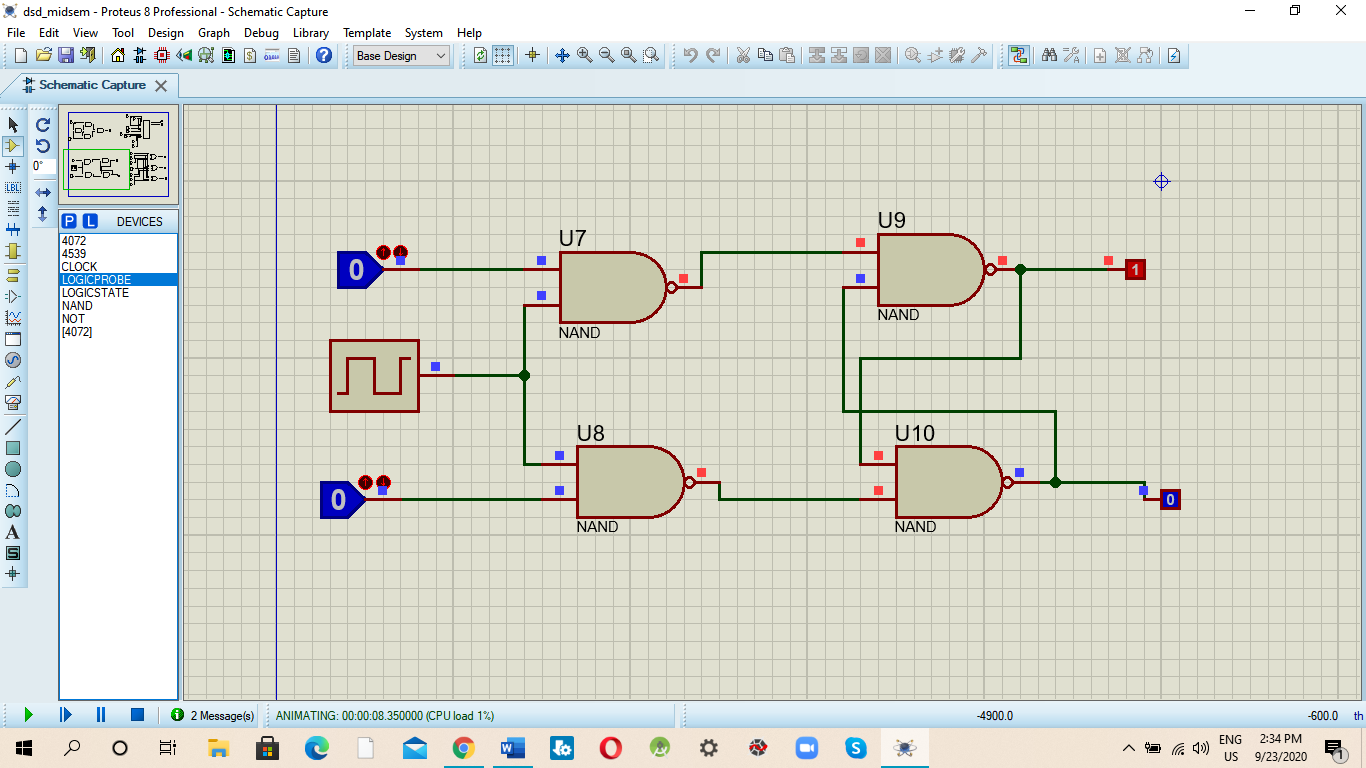 dsd_midsem - Proteus 8 Professional - Schematic Capture
File Edit View Tool Design Graph Debug Library Template System Help
Base Design
Schematic Capture
0°
P L DEVICES
4072
4539
CLOCK
LOGICPROBE
LOGICSTATE
NAND
NOT
[4072]
LBL
A
S
U7
U9
0
1
NAND
NAND
U8
U10
0
0
NAND
NAND
2 Message(s)
ANIMATING: 00:00:08.350000 (CPU load 1%)
-4900.0
-600.0
th
ENG
US
2:34 PM
9/23/2020
1